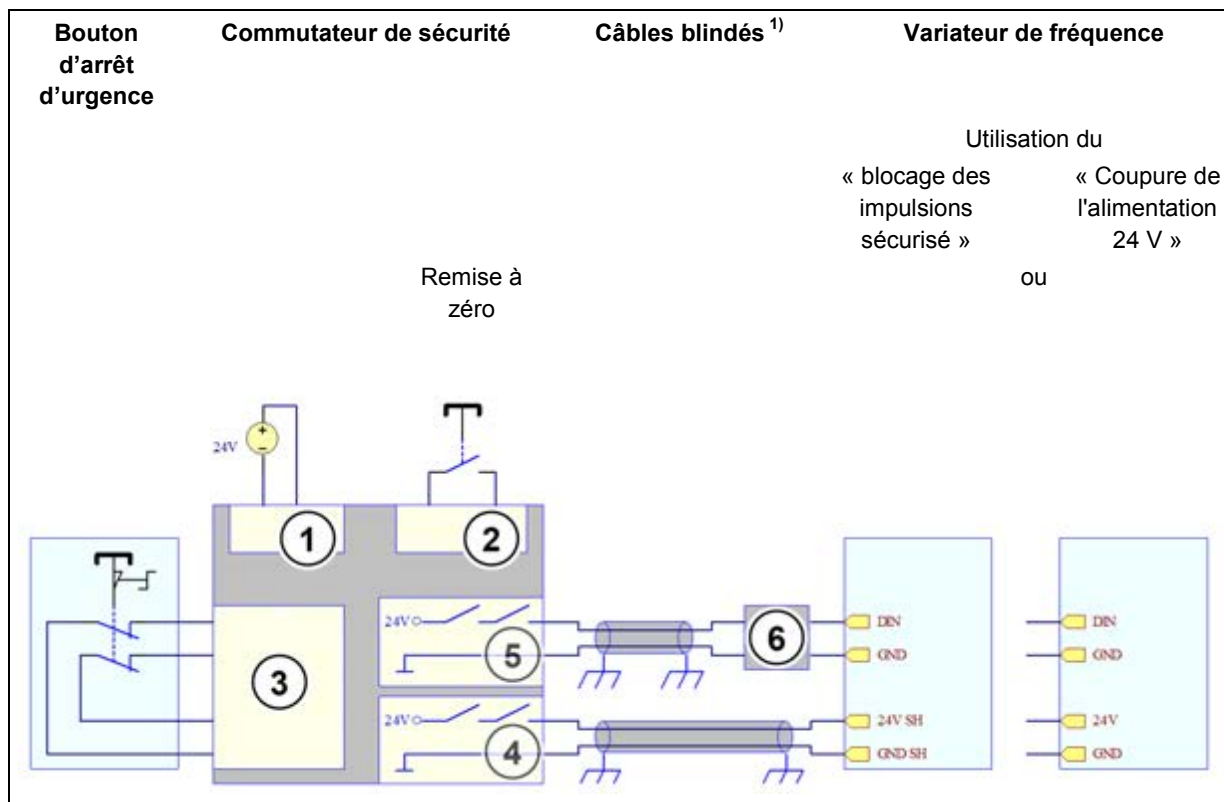 Bouton d'arrêt d'urgence
Commutateur de sécurité
Câbles blindés 1)
Variateur de fréquence
Utilisation du
« blocage des impulsions sécurisé »
« Coupure de l'alimentation 24 V »
Remise à zéro
ou
24V
1
2
3
24V
5
6
DIN
GND
DIN
GND
24V
4
24V SH
GND SH
24V
GND